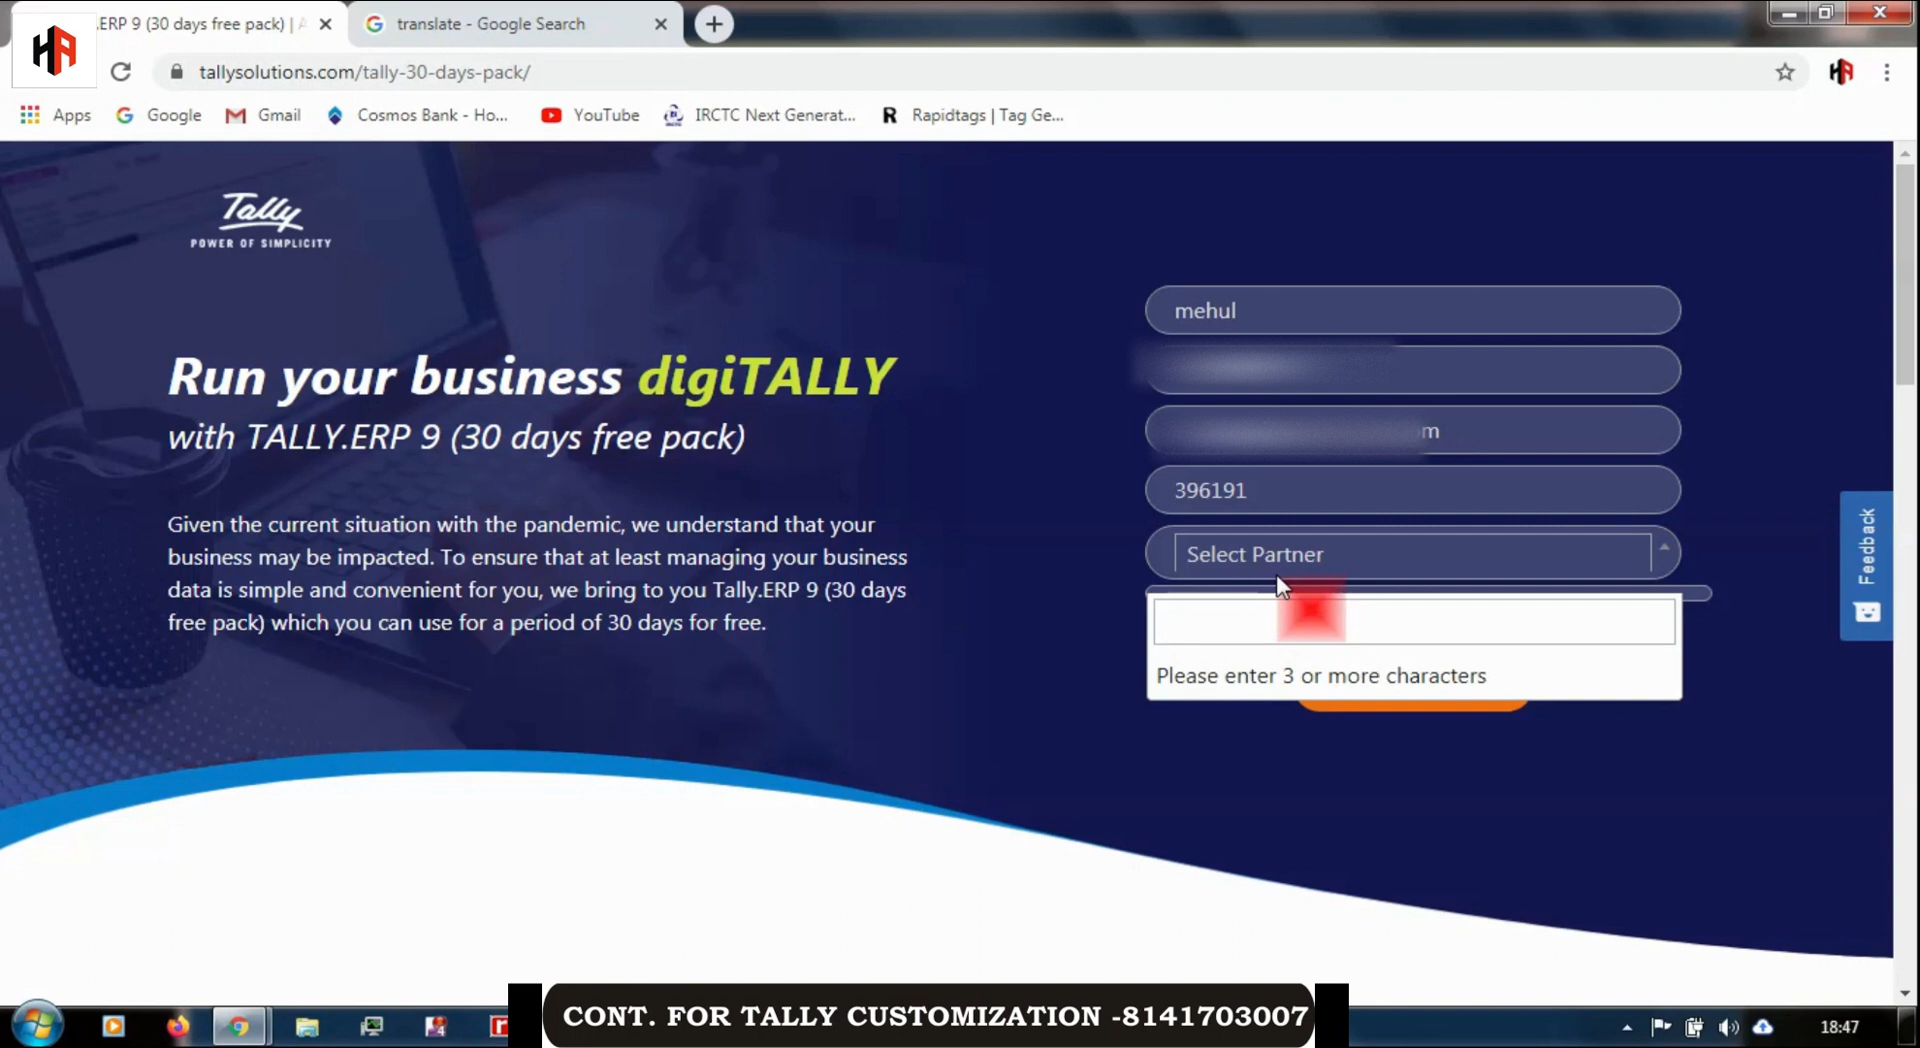 .ERP 9 (30 days free pack) | A
translate - Google Search
HA
tallysolutions.com/tally-30-days-pack/
HA
Apps
Google
Gmail
Cosmos Bank - Ho...
YouTube
IRCTC Next Generat...
R Rapidtags | Tag Ge...
Tally
POWER OF SIMPLICITY
mehul
m
396191
Select Partner
Please enter 3 or more characters
Run your business digiTALLY
with TALLY.ERP 9 (30 days free pack)
Given the current situation with the pandemic, we understand that your
business may be impacted. To ensure that at least managing your business
data is simple and convenient for you, we bring to you Tally.ERP 9 (30 days
free pack) which you can use for a period of 30 days for free.
Feedback
CONT. FOR TALLY CUSTOMIZATION -8141703007
18:47